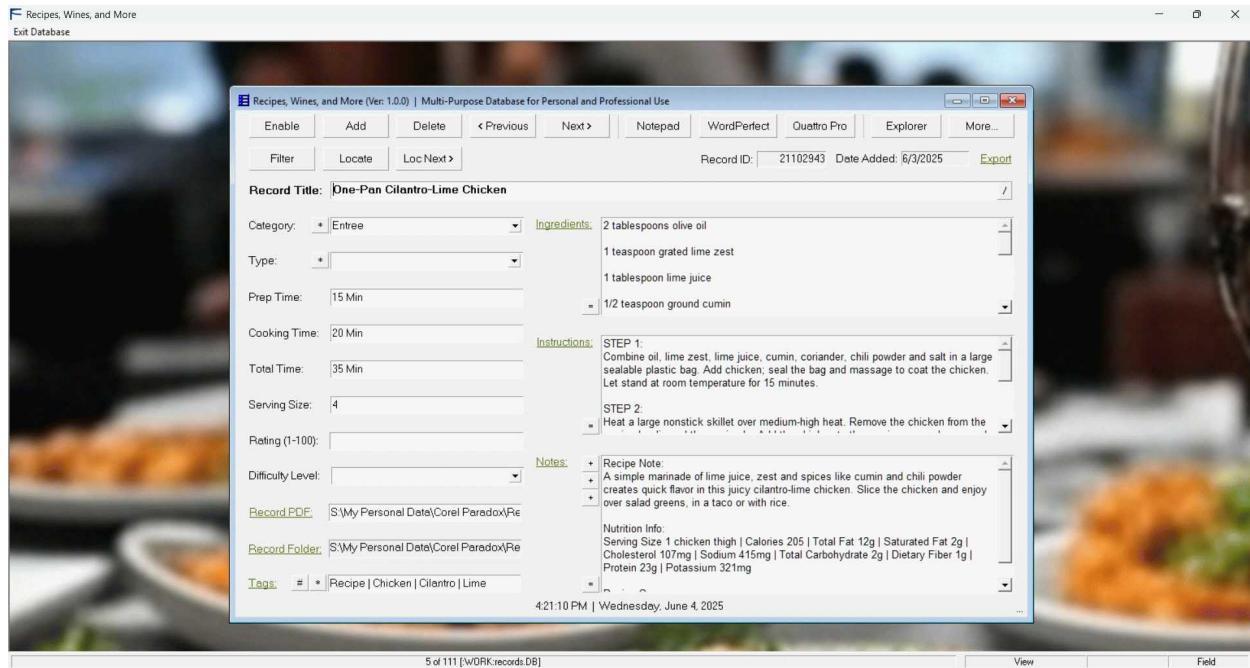 Recipes, Wines, and More
Exit Database
Recipes, Wines, and More (Ver: 1.0.0) | Multi-Purpose Database for Personal and Professional Use
Enable Add Delete < Previous Next > Notepad WordPerfect Quattro Pro Explorer More...
Filter Locate Loc Next > Record ID: 21102943 Date Added: 6/3/2025 Export
Record Title: One-Pan Cilantro-Lime Chicken /
Category: * Entree
Type: *
Prep Time: 15 Min
Cooking Time: 20 Min
Total Time: 35 Min
Serving Size: 4
Rating (1-100):
Difficulty Level:
Record PDF: S:\My Personal Data\Corel Paradox\Re
Record Folder: S:\My Personal Data\Corel Paradox\Re
Tags: # * Recipe | Chicken | Cilantro | Lime
Ingredients: 2 tablespoons olive oil
1 teaspoon grated lime zest
1 tablespoon lime juice
= 1/2 teaspoon ground cumin
Instructions: STEP 1:
Combine oil, lime zest, lime juice, cumin, coriander, chili powder and salt in a large
sealable plastic bag. Add chicken; seal the bag and massage to coat the chicken.
Let stand at room temperature for 15 minutes.
STEP 2:
= Heat a large nonstick skillet over medium-high heat. Remove the chicken from the
Notes: + Recipe Note:
+ A simple marinade of lime juice, zest and spices like cumin and chili powder
+ creates quick flavor in this juicy cilantro-lime chicken. Slice the chicken and enjoy
over salad greens, in a taco or with rice.
Nutrition Info:
Serving Size 1 chicken thigh | Calories 205 | Total Fat 12g | Saturated Fat 2g |
Cholesterol 107mg | Sodium 415mg | Total Carbohydrate 2g | Dietary Fiber 1g |
Protein 23g | Potassium 321mg
=
4:21:10 PM | Wednesday, June 4, 2025
...
5 of 111 [:WORK:records.DB] View Field